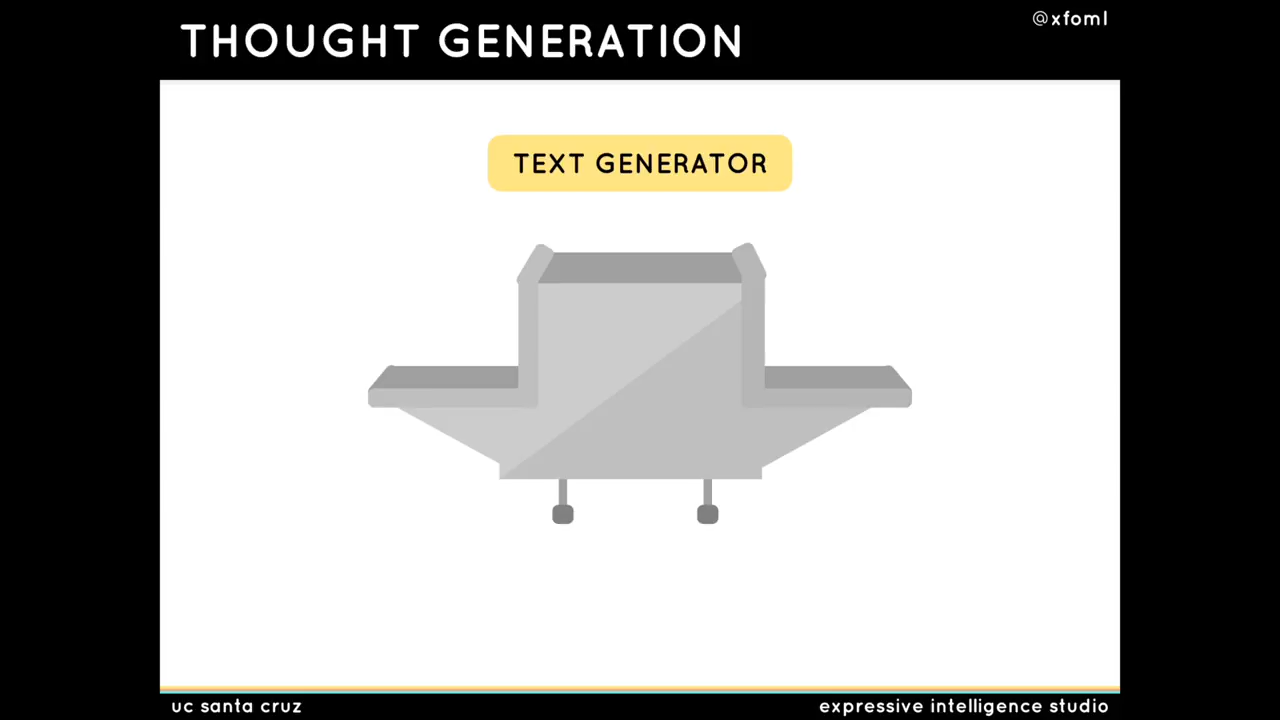 THOUGHT GENERATION
@xfoml
TEXT GENERATOR
uc santa cruz
expressive intelligence studio